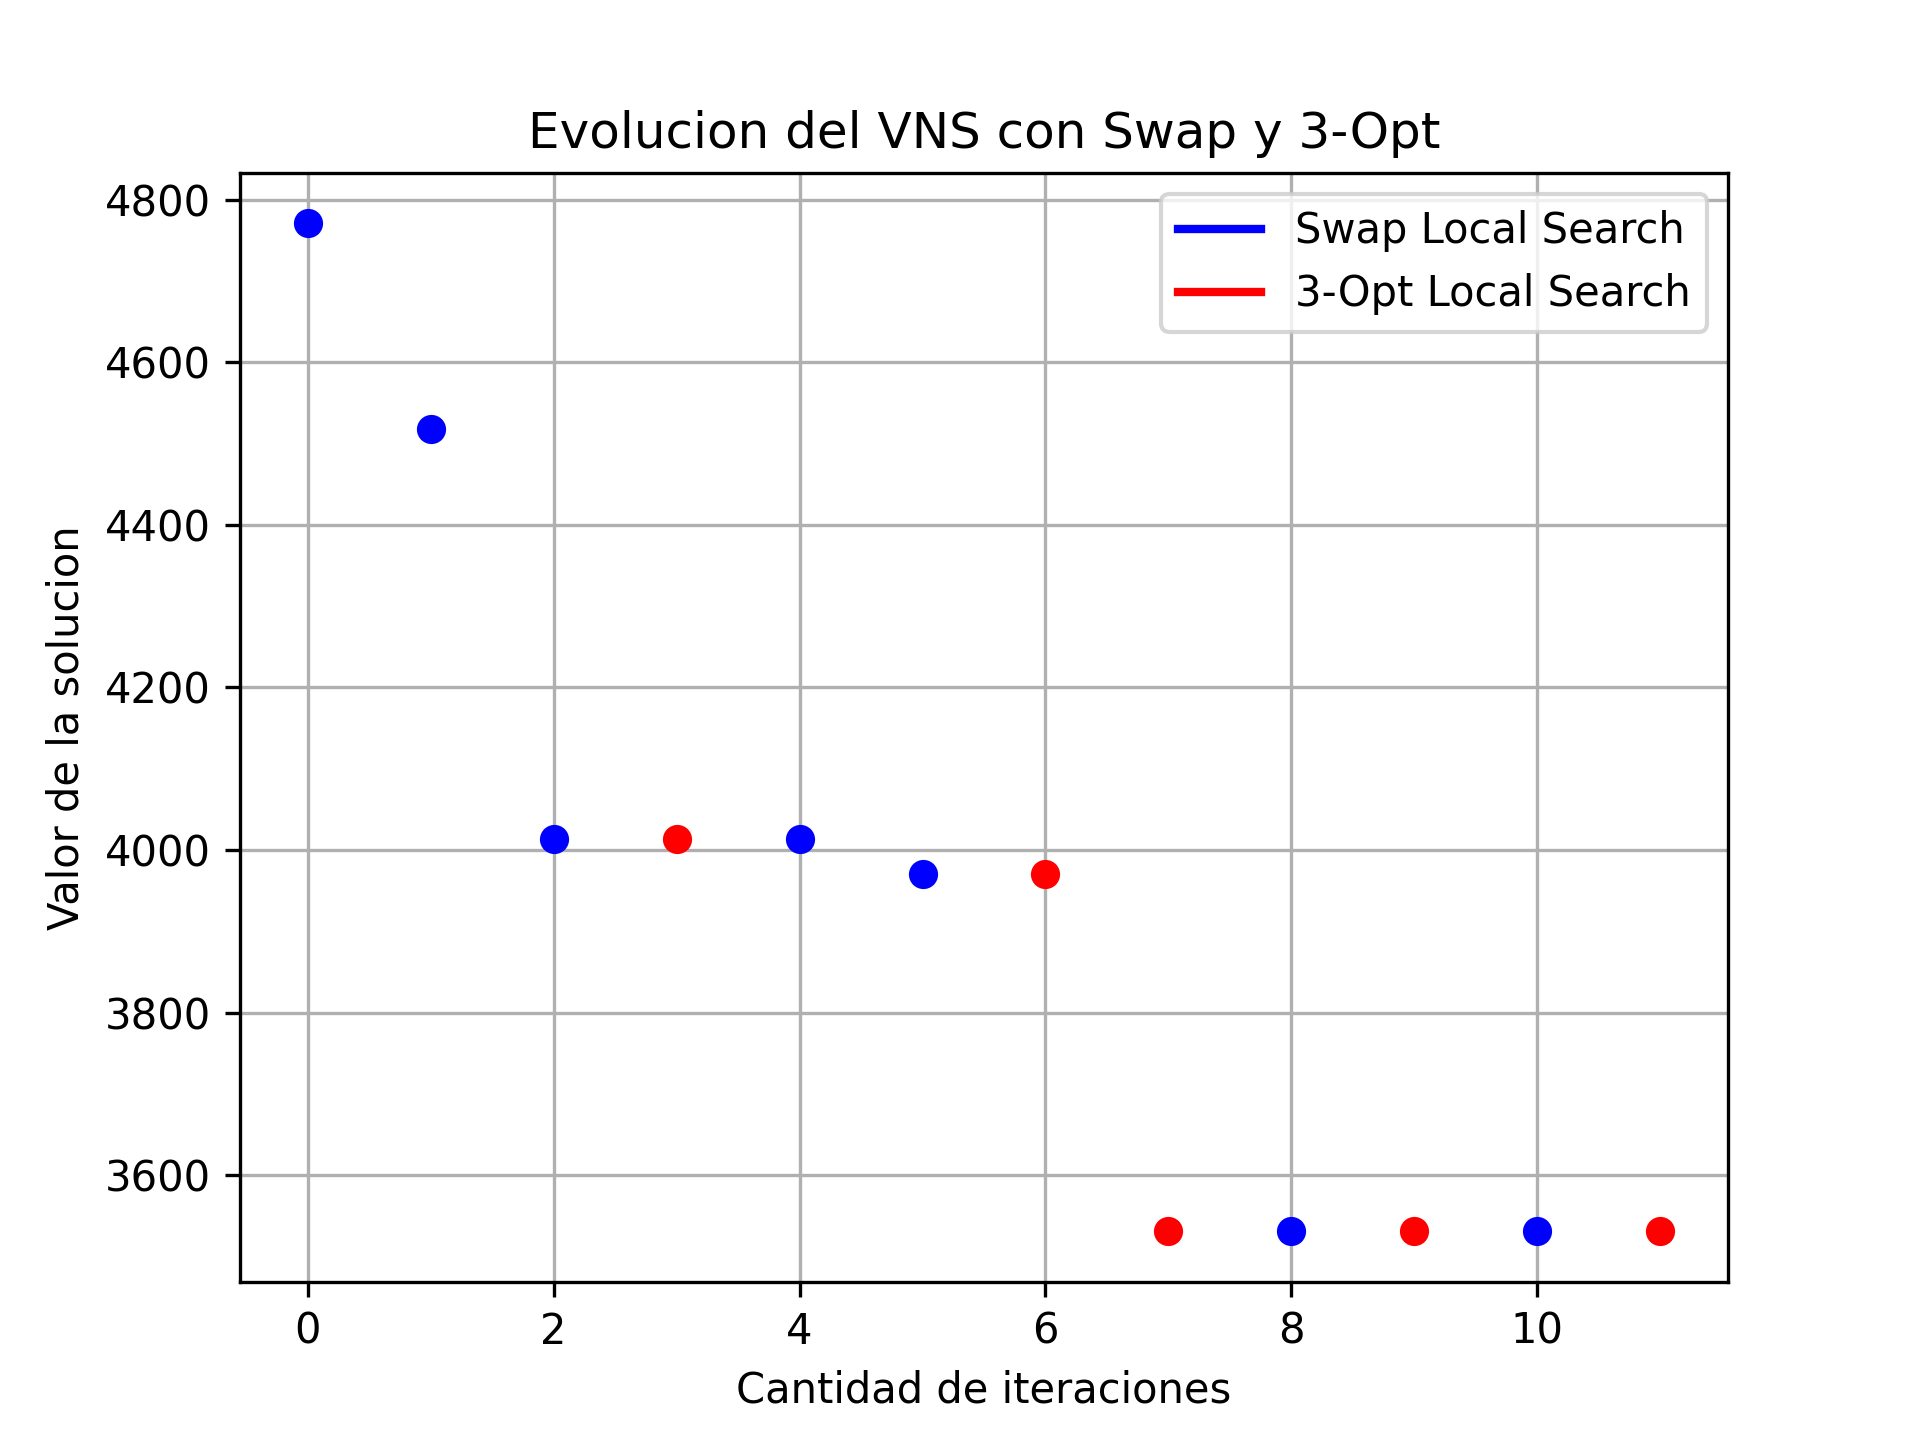 Evolucion del VNS con Swap y 3-Opt
Swap Local Search
3-Opt Local Search
Valor de la solucion
4800
4600
4400
4200
4000
3800
3600
0 2 4 6 8 10
Cantidad de iteraciones